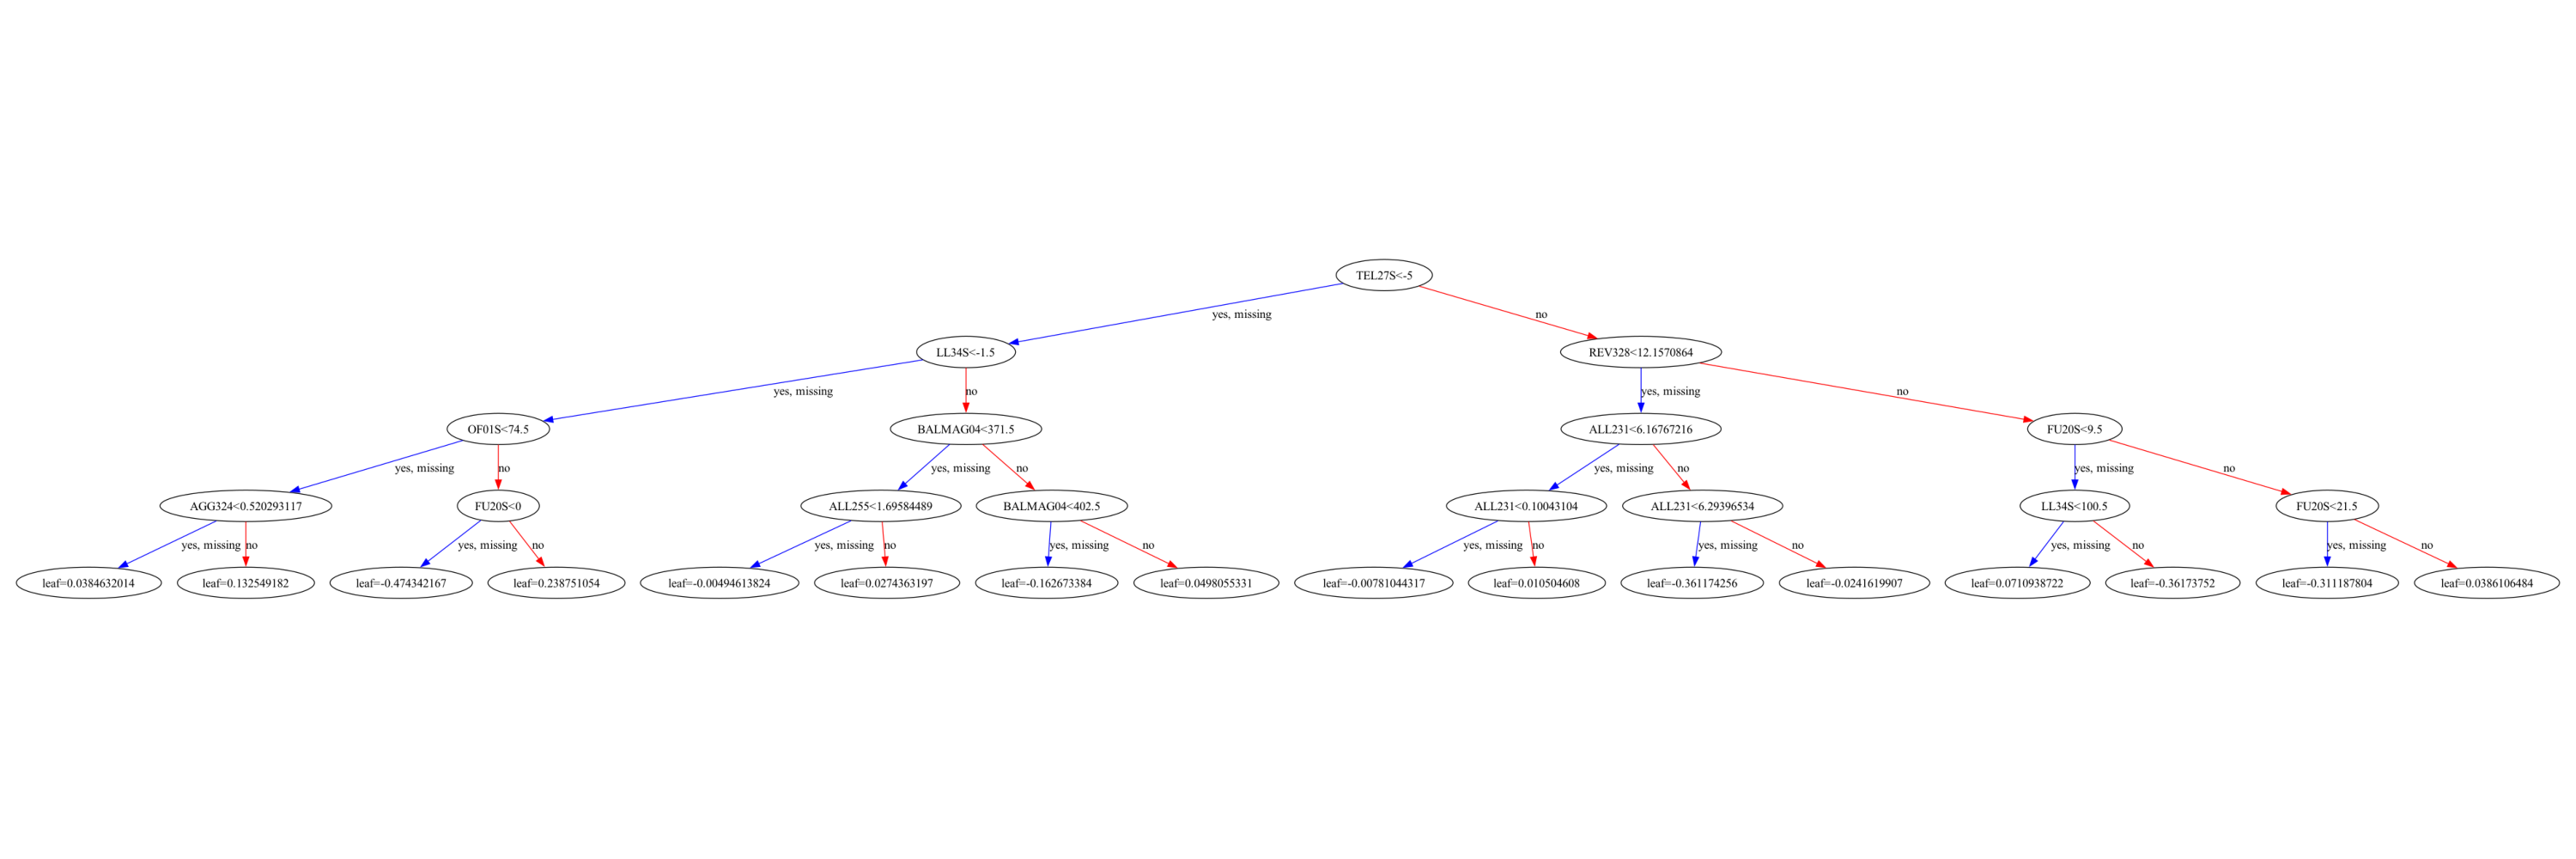 TEL27S<-5
yes, missing
no
LL34S<-1.5
REV328<12.1570864
yes, missing
no
yes, missing
no
OF01S<74.5
BALMAG04<371.5
ALL231<6.16767216
FU20S<9.5
yes, missing
no
yes, missing
no
yes, missing
no
yes, missing
no
AGG324<0.520293117
FU20S<0
ALL255<1.69584489
BALMAG04<402.5
ALL231<0.10043104
ALL231<6.29396534
LL34S<100.5
FU20S<21.5
yes, missing
no
yes, missing
no
yes, missing
no
yes, missing
no
yes, missing
no
yes, missing
no
yes, missing
no
yes, missing
no
leaf=0.0384632014
leaf=0.132549182
leaf=-0.474342167
leaf=0.238751054
leaf=-0.00494613824
leaf=0.0274363197
leaf=-0.162673384
leaf=0.0498055331
leaf=-0.00781044317
leaf=0.010504608
leaf=-0.361174256
leaf=-0.0241619907
leaf=0.0710938722
leaf=-0.36173752
leaf=-0.311187804
leaf=0.0386106484